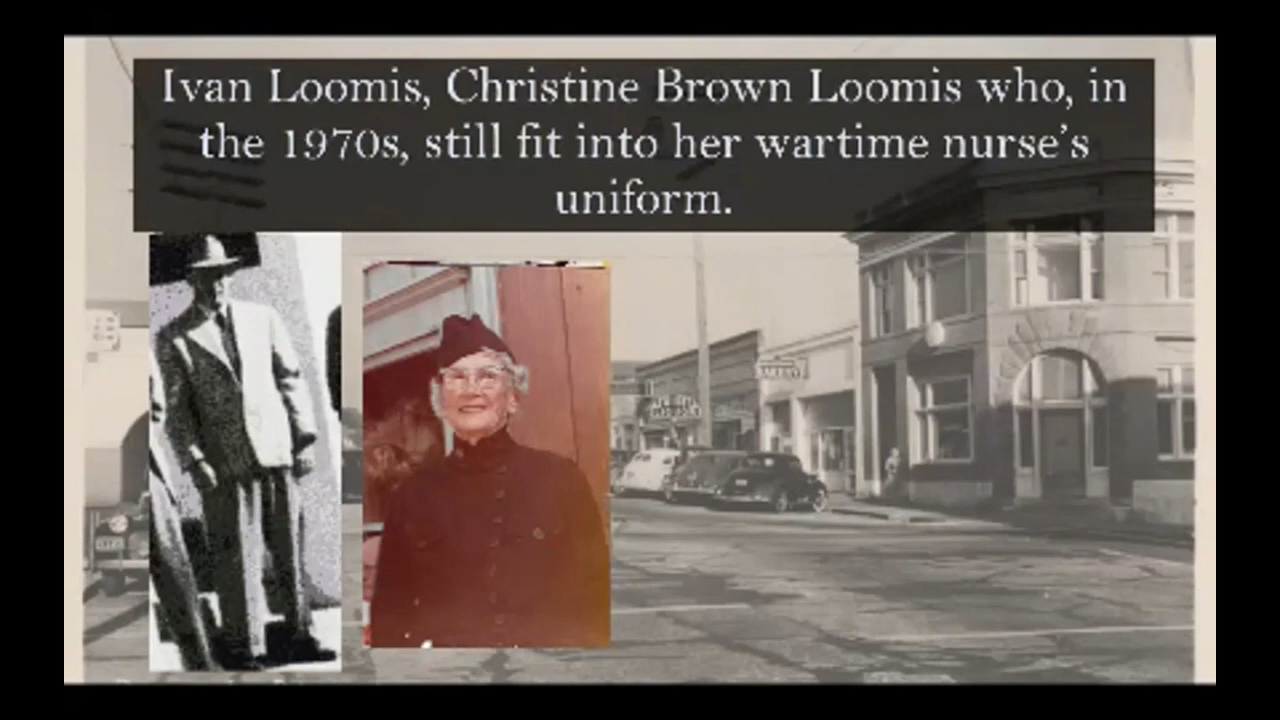 Ivan Loomis, Christine Brown Loomis who, in
the 1970s, still fit into her wartime nurse’s
uniform.